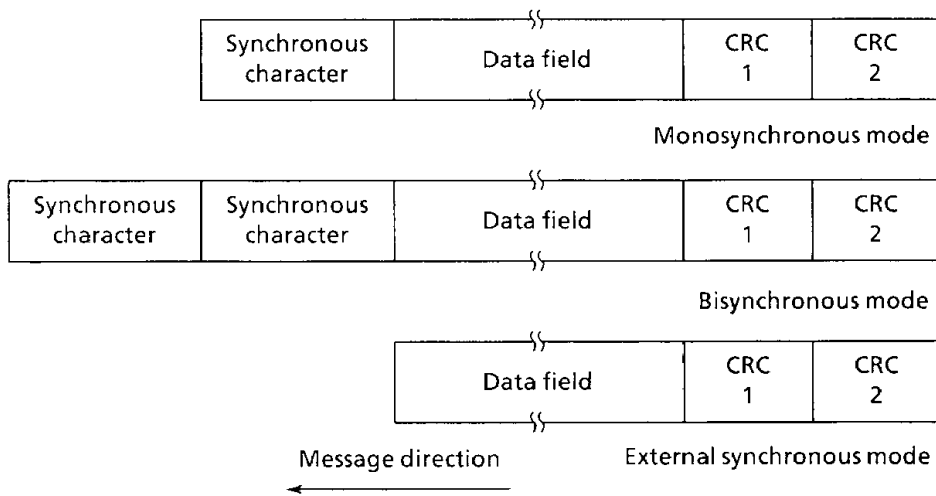 Synchronous
character
Data field
CRC
1
CRC
2
Monosynchronous mode
Synchronous
character
Synchronous
character
Data field
CRC
1
CRC
2
Bisynchronous mode
Data field
CRC
1
CRC
2
Message direction
External synchronous mode